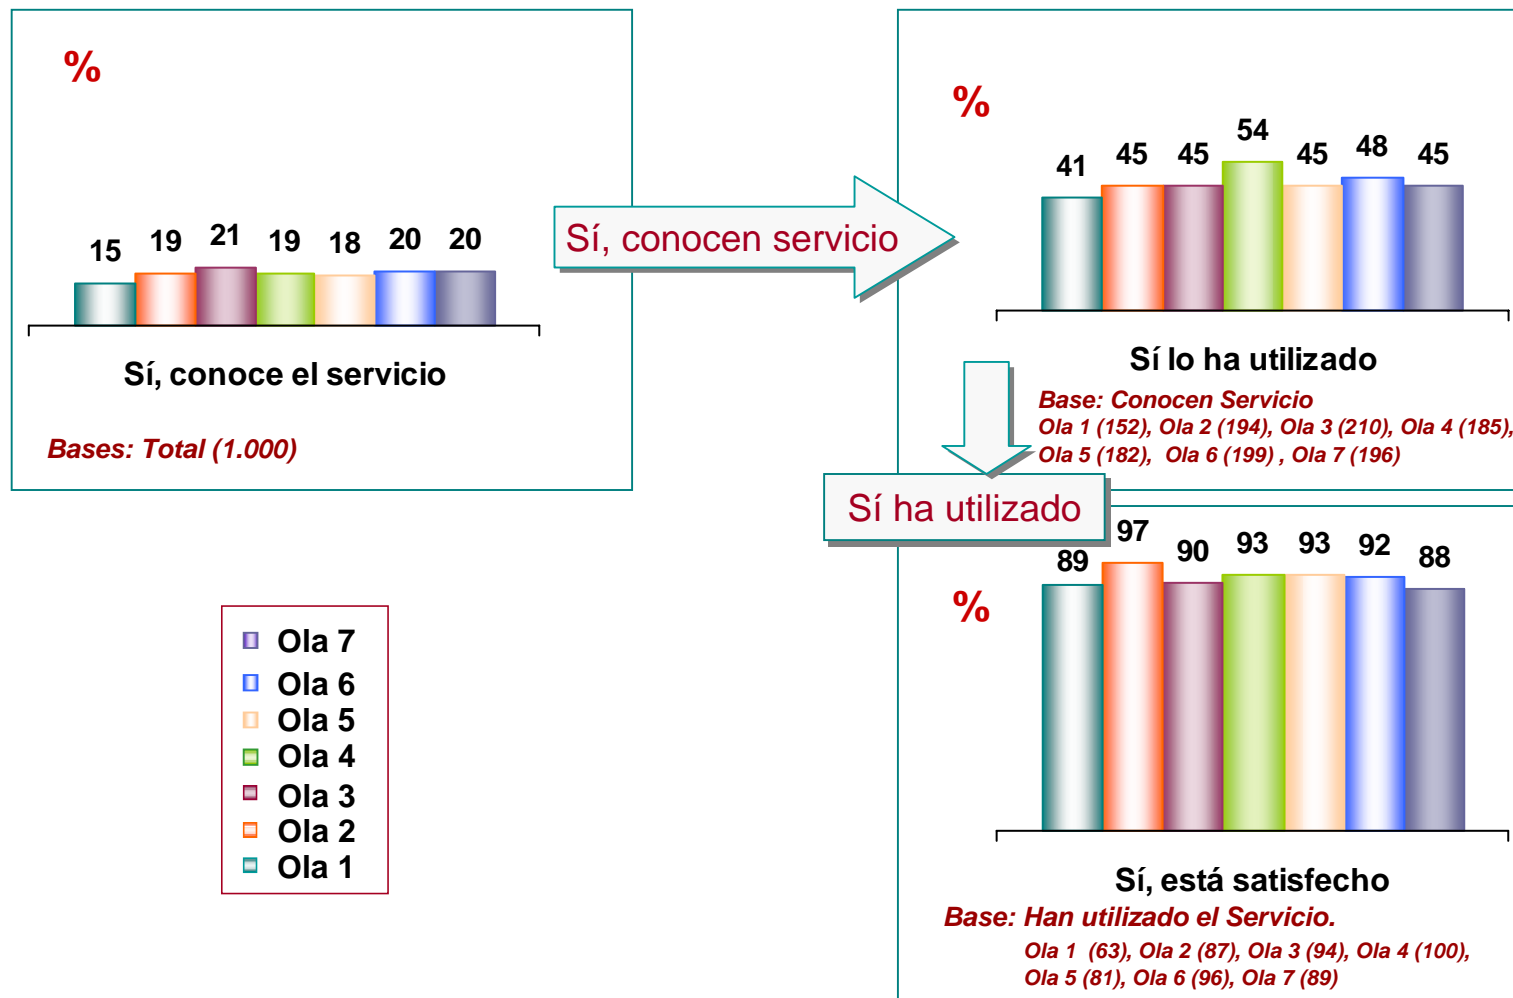 %
15 19 21 19 18 20 20
Sí, conoce el servicio
Bases: Total (1.000)
Sí, conocen servicio
%
41 45 45 54 45 48 45
Sí lo ha utilizado
Base: Conocen Servicio
Ola 1 (152), Ola 2 (194), Ola 3 (210), Ola 4 (185),
Ola 5 (182), Ola 6 (199) , Ola 7 (196)
Sí ha utilizado
%
89 97 90 93 93 92 88
Sí, está satisfecho
Base: Han utilizado el Servicio.
Ola 1 (63), Ola 2 (87), Ola 3 (94), Ola 4 (100),
Ola 5 (81), Ola 6 (96), Ola 7 (89)
Ola 7
Ola 6
Ola 5
Ola 4
Ola 3
Ola 2
Ola 1